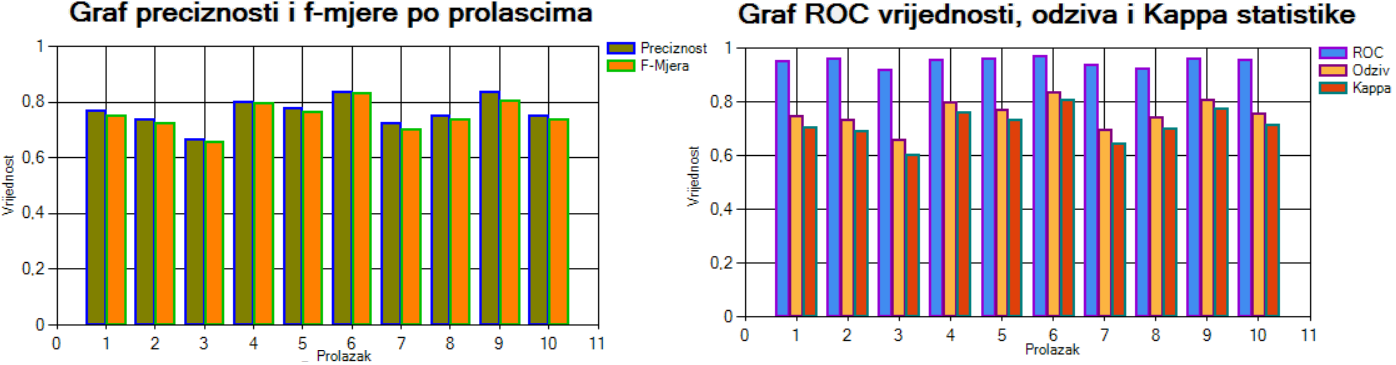 Graf preciznosti i f-mjere po prolascima
1
0,8
0,6
0,4
0,2
0
Vrijednost
0 1 2 3 4 5 6 7 8 9 10 11
Prolazak
Preciznost
F-Mjera
Graf ROC vrijednosti, odziva i Kappa statistike
1
0,8
0,6
0,4
0,2
0
Vrijednost
0 1 2 3 4 5 6 7 8 9 10 11
Prolazak
ROC
Odziv
Kappa